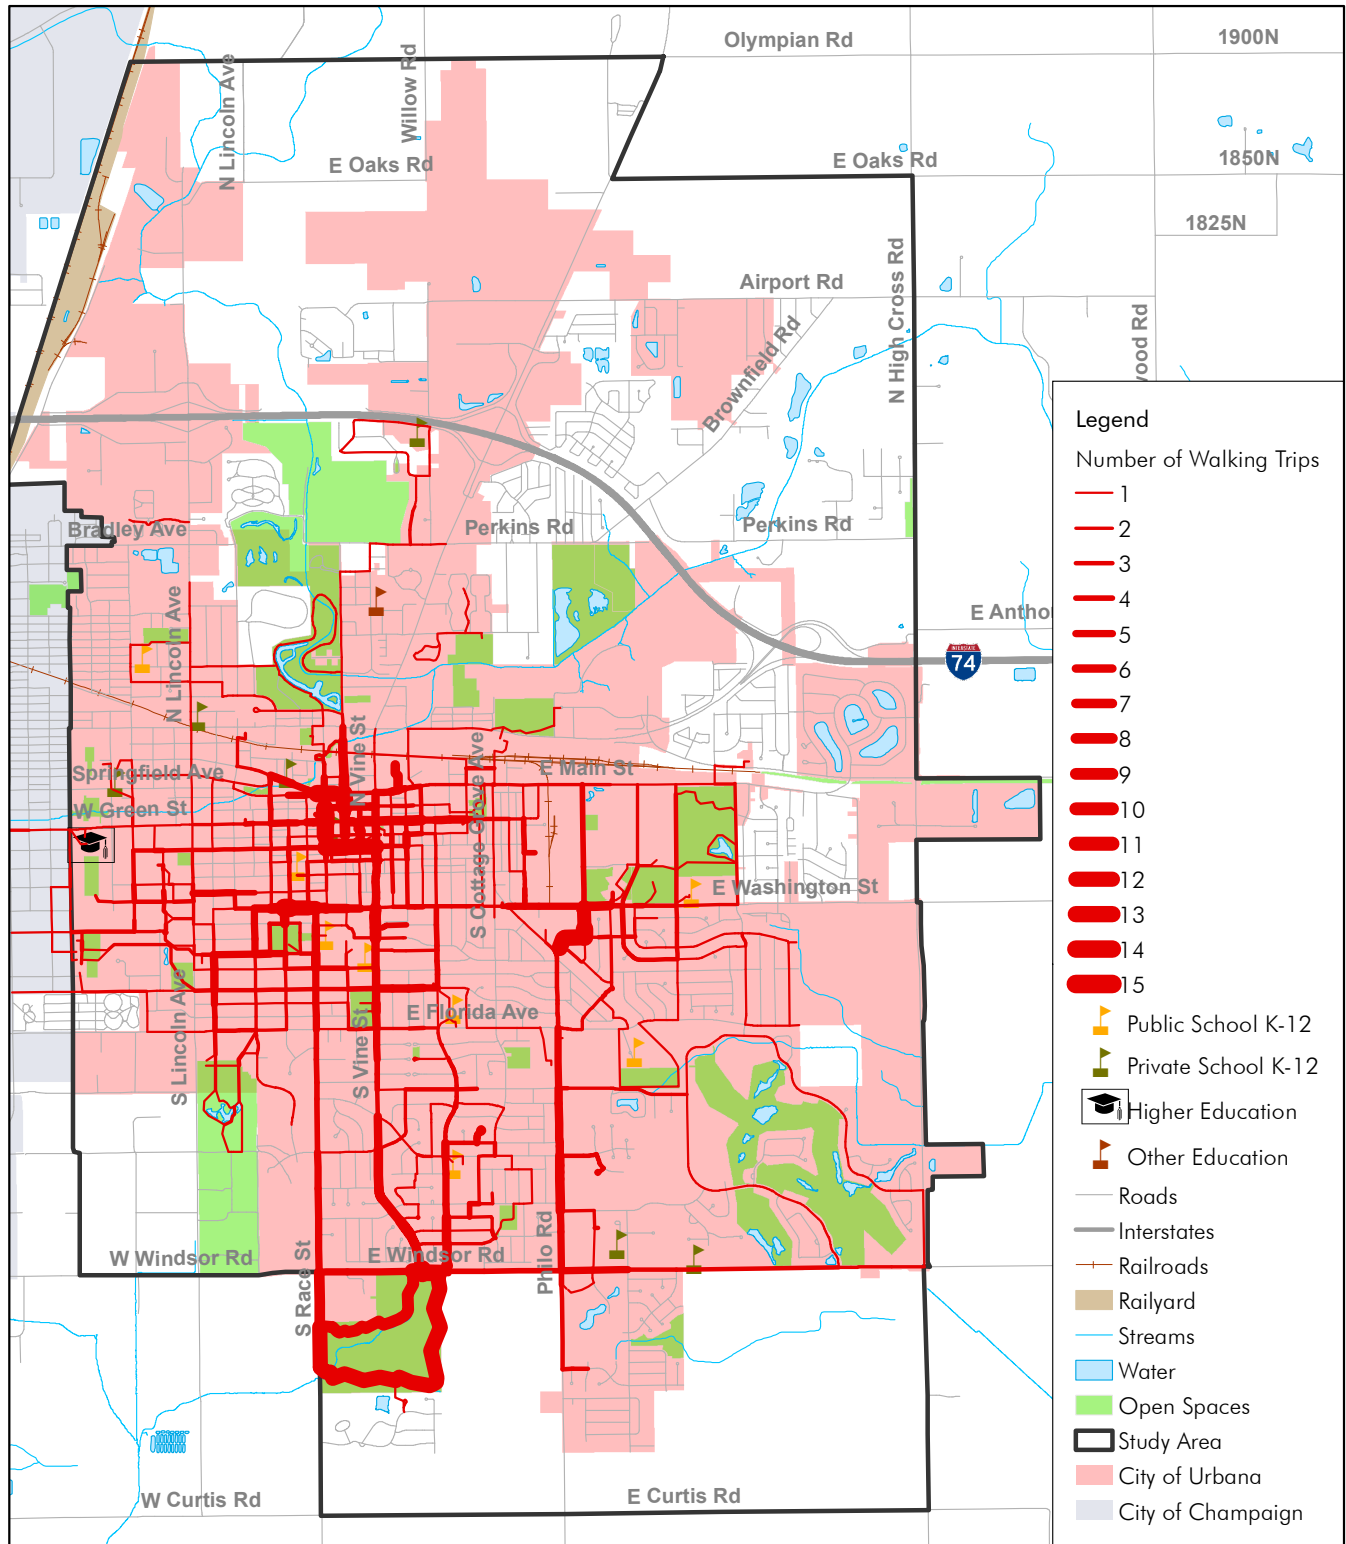 Olympian Rd
1900N
N Lincoln Ave
Willow Rd
E Oaks Rd
E Oaks Rd
1850N
1825N
Airport Rd
N High Cross Rd
Brownfield Rd
wood Rd
Bradley Ave
Perkins Rd
Perkins Rd
N Lincoln Ave
E Antho
INTERSTATE
74
N Vine St
Springfield Ave
E Main St
W Green St
S Cottage Grove Ave
E Washington St
S Lincoln Ave
E Florida Ave
S Vine St
W Windsor Rd
E Windsor Rd
S Race St
Philo Rd
W Curtis Rd
E Curtis Rd
Legend
Number of Walking Trips
1
2
3
4
5
6
7
8
9
10
11
12
13
14
15
Public School K-12
Private School K-12
Higher Education
Other Education
Roads
Interstates
Railroads
Railyard
Streams
Water
Open Spaces
Study Area
City of Urbana
City of Champaign